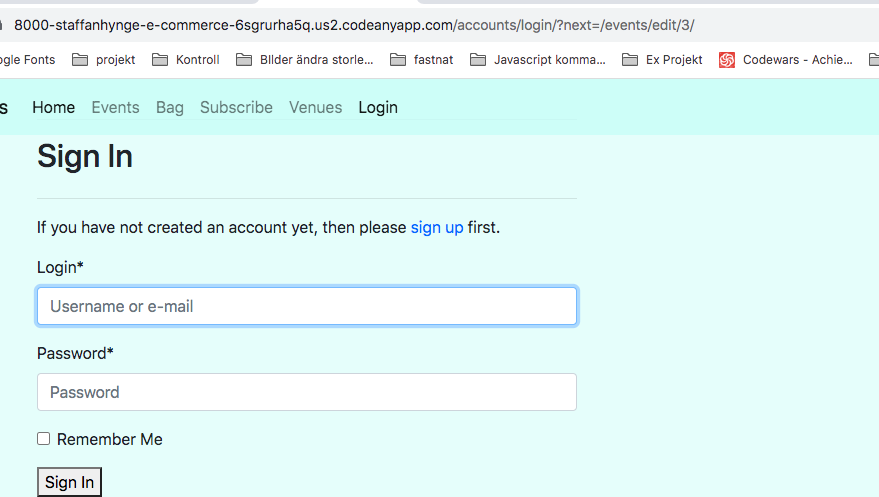 8000-staffanhynge-e-commerce-6sgrurha5q.us2.codeanyapp.com/accounts/login/?next=/events/edit/3/
gle Fonts projekt Kontroll BIlder ändra storle... fastnat Javascript komma... Ex Projekt Codewars - Achie...
s Home Events Bag Subscribe Venues Login
Sign In
If you have not created an account yet, then please sign up first.
Login*
Username or e-mail
Password*
Password
Remember Me
Sign In